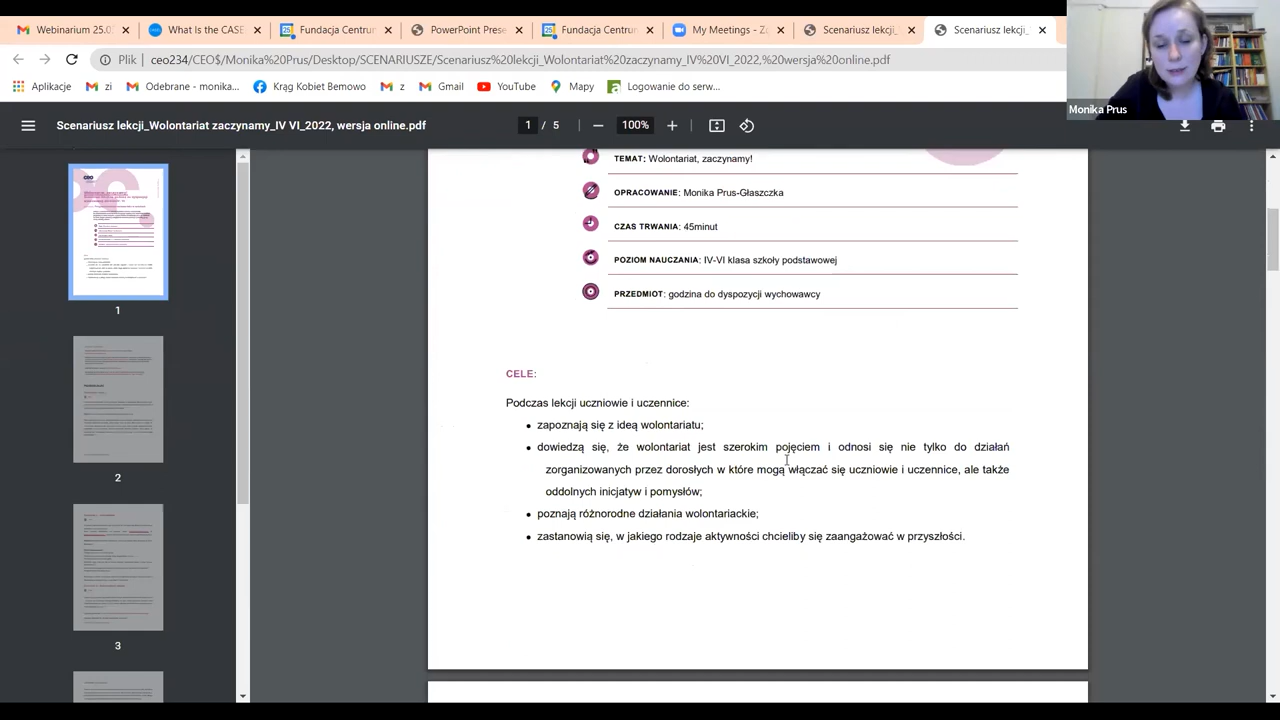 Webinarium 25.0
What Is the CASE
Fundacja Centrum
PowerPoint Prese
Fundacja Centrum
My Meetings - Zo
Scenariusz lekcji_
Scenariusz lekcji_
Plik
ceo234/CEO$/Monika%20Prus/Desktop/SCENARIUSZE/Scenariusz%20lekcji_Wolontariat%20zaczynamy_IV%20VI_2022,%20wersja%20online.pdf
Aplikacje
zi
Odebrane - monika...
Krąg Kobiet Bemowo
z
Gmail
YouTube
Mapy
Logowanie do serw...
Monika Prus
Scenariusz lekcji_Wolontariat zaczynamy_IV VI_2022, wersja online.pdf
1 / 5
100%
TEMAT: Wolontariat, zaczynamy!
OPRACOWANIE: Monika Prus-Głaszczka
CZAS TRWANIA: 45minut
POZIOM NAUCZANIA: IV-VI klasa szkoły podstawowej
PRZEDMIOT: godzina do dyspozycji wychowawcy
CELE:
Podczas lekcji uczniowie i uczennice:
• zapoznają się z ideą wolontariatu;
• dowiedzą się, że wolontariat jest szerokim pojęciem i odnosi się nie tylko do działań
zorganizowanych przez dorosłych w które mogą włączać się uczniowie i uczennice, ale także
oddolnych inicjatyw i pomysłów;
• poznają różnorodne działania wolontariackie;
• zastanowią się, w jakiego rodzaje aktywności chcieliby się zaangażować w przyszłości.
1
2
3